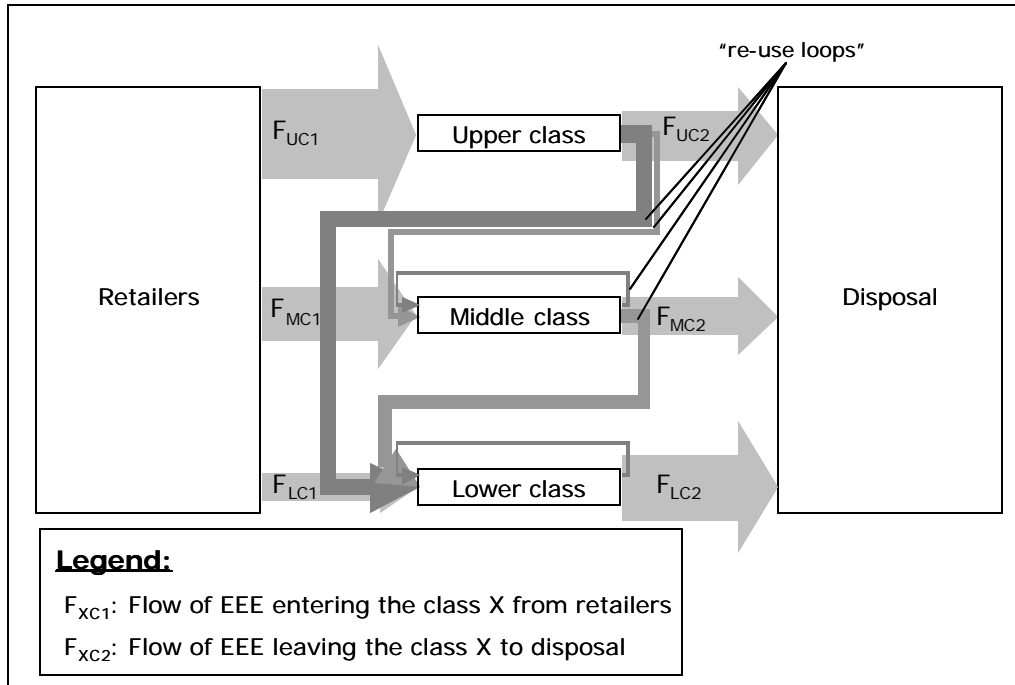 “re-use loops”
F_UC1
Upper class
F_UC2
Retailers
F_MC1
Middle class
F_MC2
Disposal
F_LC1
Lower class
F_LC2
Legend:
F_XC1: Flow of EEE entering the class X from retailers
F_XC2: Flow of EEE leaving the class X to disposal